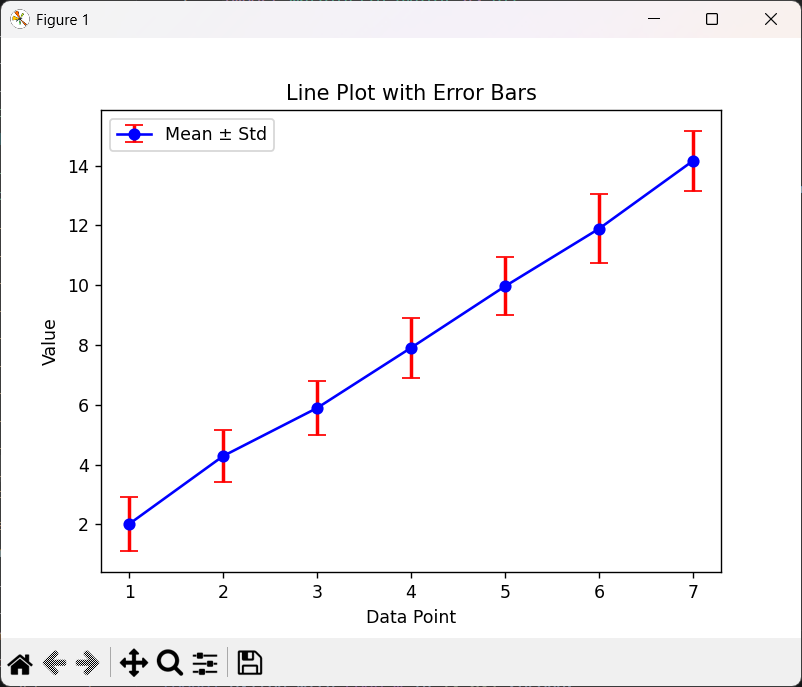 Figure 1
Line Plot with Error Bars
Mean ± Std
14
12
10
8
6
4
2
Value
1 2 3 4 5 6 7
Data Point